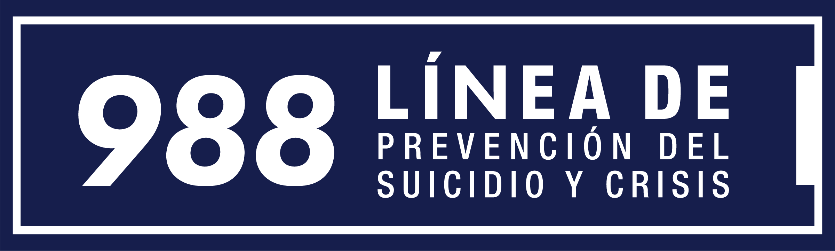 988
LÍNEA DE
PREVENCIÓN DEL
SUICIDIO Y CRISIS